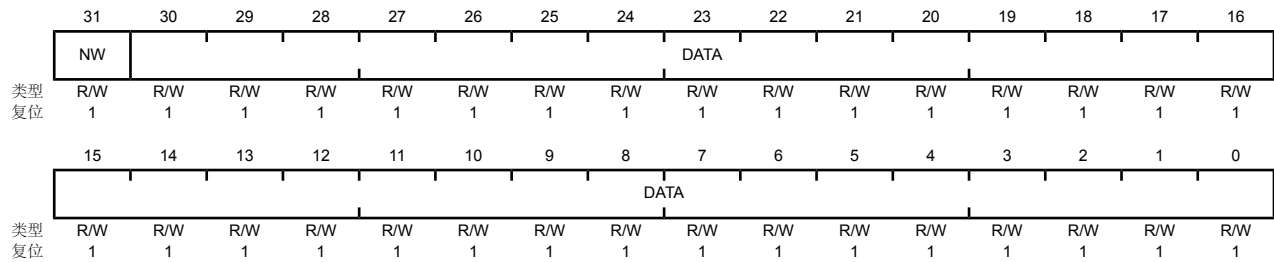 31 30 29 28 27 26 25 24 23 22 21 20 19 18 17 16
NW DATA
类型 R/W R/W R/W R/W R/W R/W R/W R/W R/W R/W R/W R/W R/W R/W R/W R/W
复位 1 1 1 1 1 1 1 1 1 1 1 1 1 1 1 1
15 14 13 12 11 10 9 8 7 6 5 4 3 2 1 0
DATA
类型 R/W R/W R/W R/W R/W R/W R/W R/W R/W R/W R/W R/W R/W R/W R/W R/W
复位 1 1 1 1 1 1 1 1 1 1 1 1 1 1 1 1